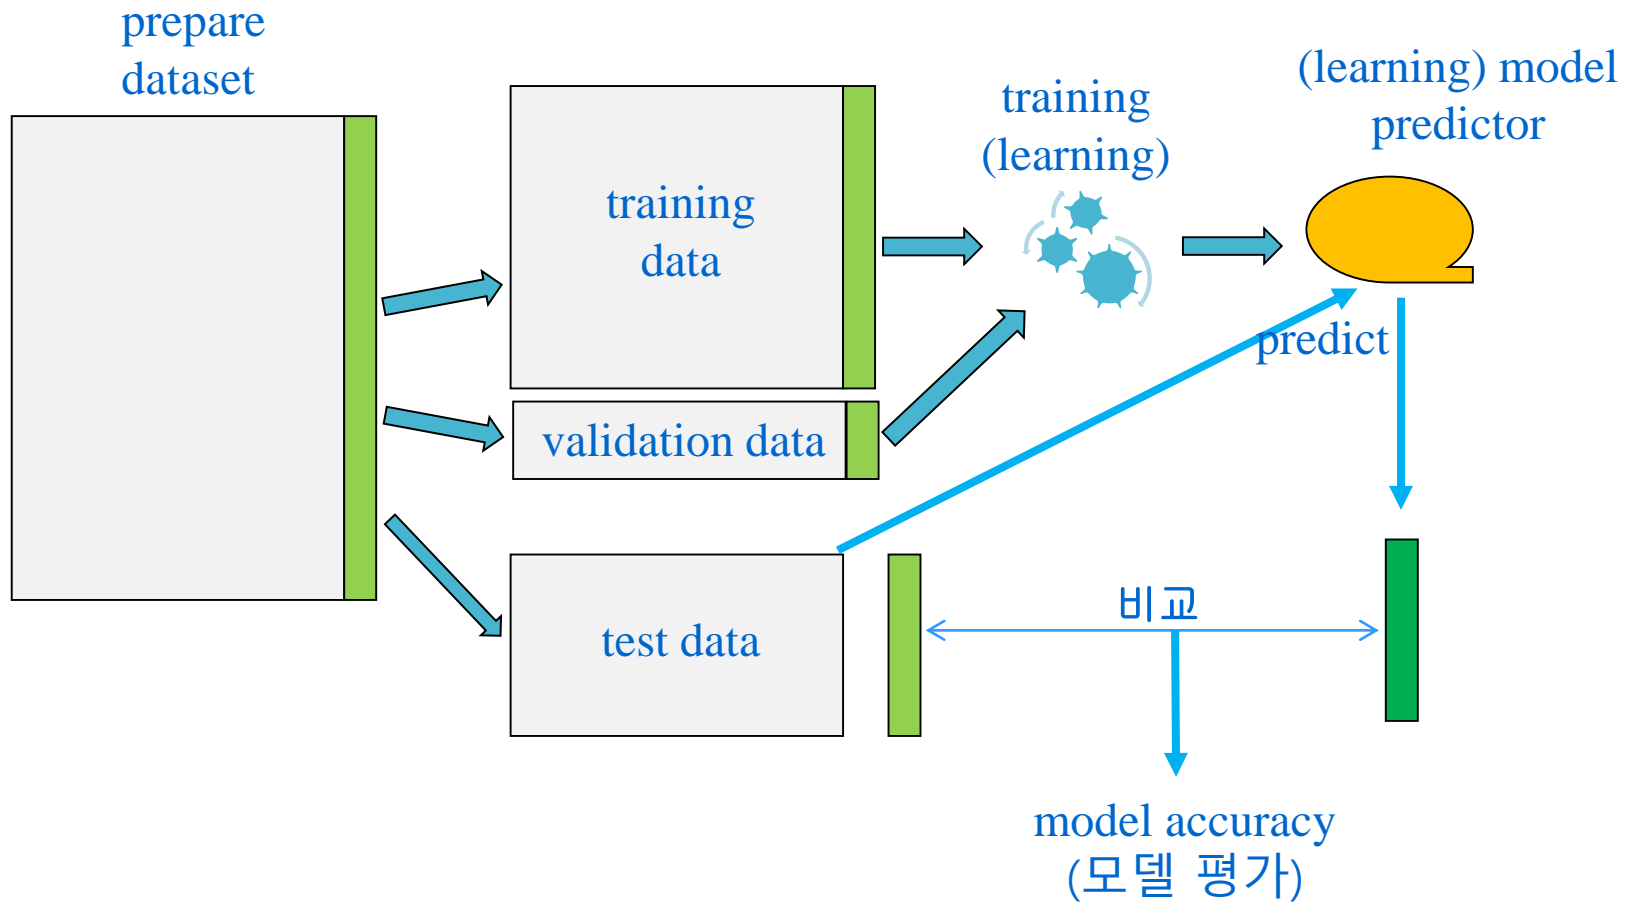 prepare
dataset
training
data
validation data
test data
training
(learning)
(learning) model
predictor
predict
비교
model accuracy
(모델 평가)